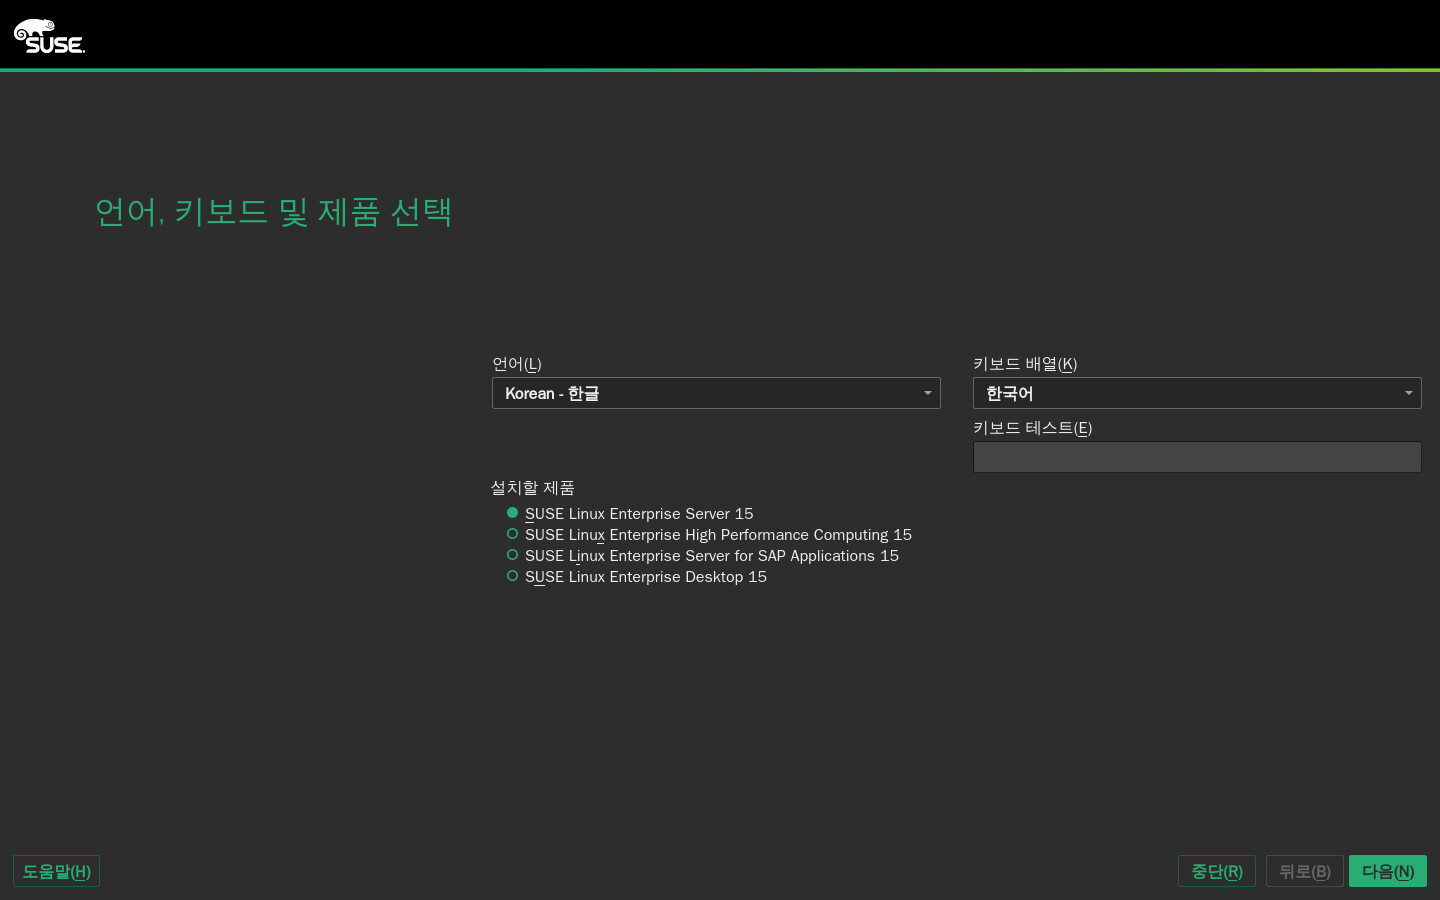 SUSE
언어, 키보드 및 제품 선택
언어(L)
Korean - 한글
키보드 배열(K)
한국어
키보드 테스트(E)
설치할 제품
SUSE Linux Enterprise Server 15
SUSE Linux Enterprise High Performance Computing 15
SUSE Linux Enterprise Server for SAP Applications 15
SUSE Linux Enterprise Desktop 15
도움말(H)
중단(R)
뒤로(B)
다음(N)